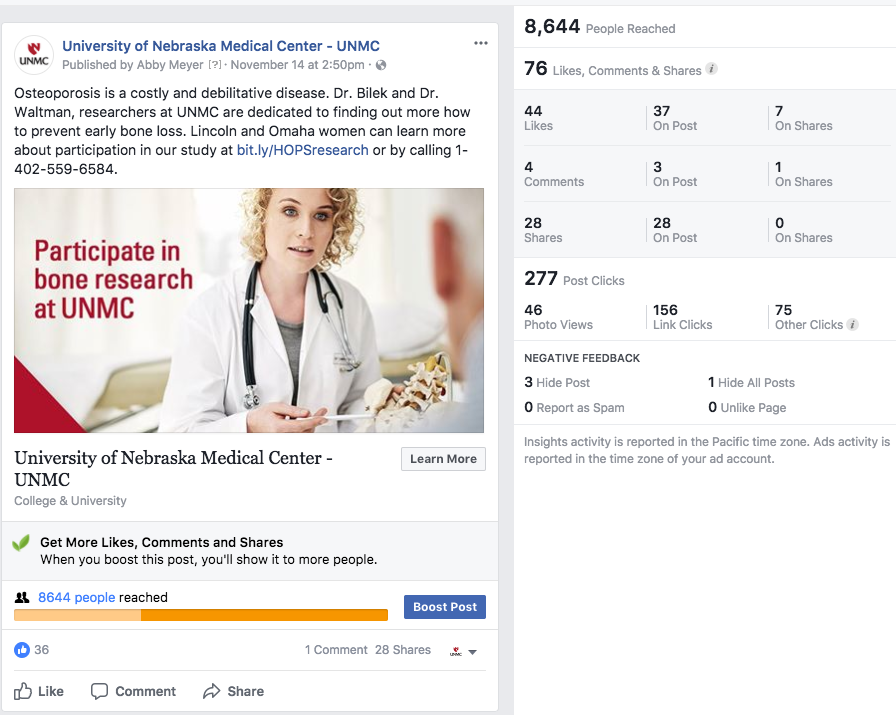 UNMC
University of Nebraska Medical Center - UNMC
Published by Abby Meyer [?] · November 14 at 2:50pm ·
Osteoporosis is a costly and debilitative disease. Dr. Bilek and Dr.
Waltman, researchers at UNMC are dedicated to finding out more how
to prevent early bone loss. Lincoln and Omaha women can learn more
about participation in our study at bit.ly/HOPSresearch or by calling 1-
402-559-6584.
Participate in
bone research
at UNMC
University of Nebraska Medical Center -
UNMC
College & University
Learn More
Get More Likes, Comments and Shares
When you boost this post, you'll show it to more people.
8644 people reached
Boost Post
36
1 Comment 28 Shares
UNMC
Like Comment Share
8,644 People Reached
76 Likes, Comments & Shares
44 37 7
Likes On Post On Shares
4 3 1
Comments On Post On Shares
28 28 0
Shares On Post On Shares
277 Post Clicks
46 156 75
Photo Views Link Clicks Other Clicks
NEGATIVE FEEDBACK
3 Hide Post 1 Hide All Posts
0 Report as Spam 0 Unlike Page
Insights activity is reported in the Pacific time zone. Ads activity is
reported in the time zone of your ad account.